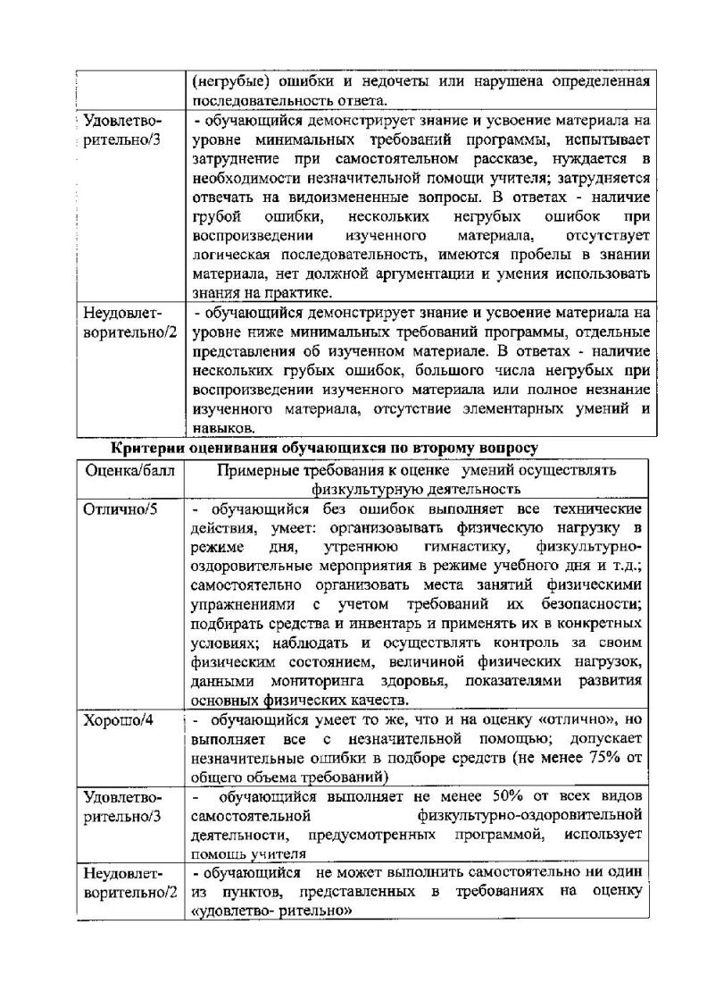 (негрубые) ошибки и недочеты или нарушена определенная
последовательность ответа.
Удовлетво-
рительно/3
- обучающийся демонстрирует знание и усвоение материала на
уровне минимальных требований программы, испытывает
затруднение при самостоятельном рассказе, нуждается в
необходимости незначительной помощи учителя; затрудняется
отвечать на видоизмененные вопросы. В ответах - наличие
грубой ошибки, нескольких негрубых ошибок при
воспроизведении изученного материала, отсутствует
логическая последовательность, имеются пробелы в знании
материала, нет должной аргументации и умения использовать
знания на практике.
Неудовлет-
ворительно/2
- обучающийся демонстрирует знание и усвоение материала на
уровне ниже минимальных требований программы, отдельные
представления об изученном материале. В ответах - наличие
нескольких грубых ошибок, большого числа негрубых при
воспроизведении изученного материала или полное незнание
изученного материала, отсутствие элементарных умений и
навыков.
Критерии оценивания обучающихся по второму вопросу
Оценка/балл
Примерные требования к оценке умений осуществлять
физкультурную деятельность
Отлично/5
- обучающийся без ошибок выполняет все технические
действия, умеет: организовывать физическую нагрузку в
режиме дня, утреннюю гимнастику, физкультурно-
оздоровительные мероприятия в режиме учебного дня и т.д.;
самостоятельно организовать места занятий физическими
упражнениями с учетом требований их безопасности;
подбирать средства и инвентарь и применять их в конкретных
условиях; наблюдать и осуществлять контроль за своим
физическим состоянием, величиной физических нагрузок,
данными мониторинга здоровья, показателями развития
основных физических качеств.
Хорошо/4
- обучающийся умеет то же, что и на оценку «отлично», но
выполняет все с незначительной помощью; допускает
незначительные ошибки в подборе средств (не менее 75% от
общего объема требований)
Удовлетво-
рительно/3
- обучающийся выполняет не менее 50% от всех видов
самостоятельной физкультурно-оздоровительной
деятельности, предусмотренных программой, использует
помощь учителя
Неудовлет-
ворительно/2
- обучающийся не может выполнить самостоятельно ни один
из пунктов, представленных в требованиях на оценку
«удовлетво- рительно»